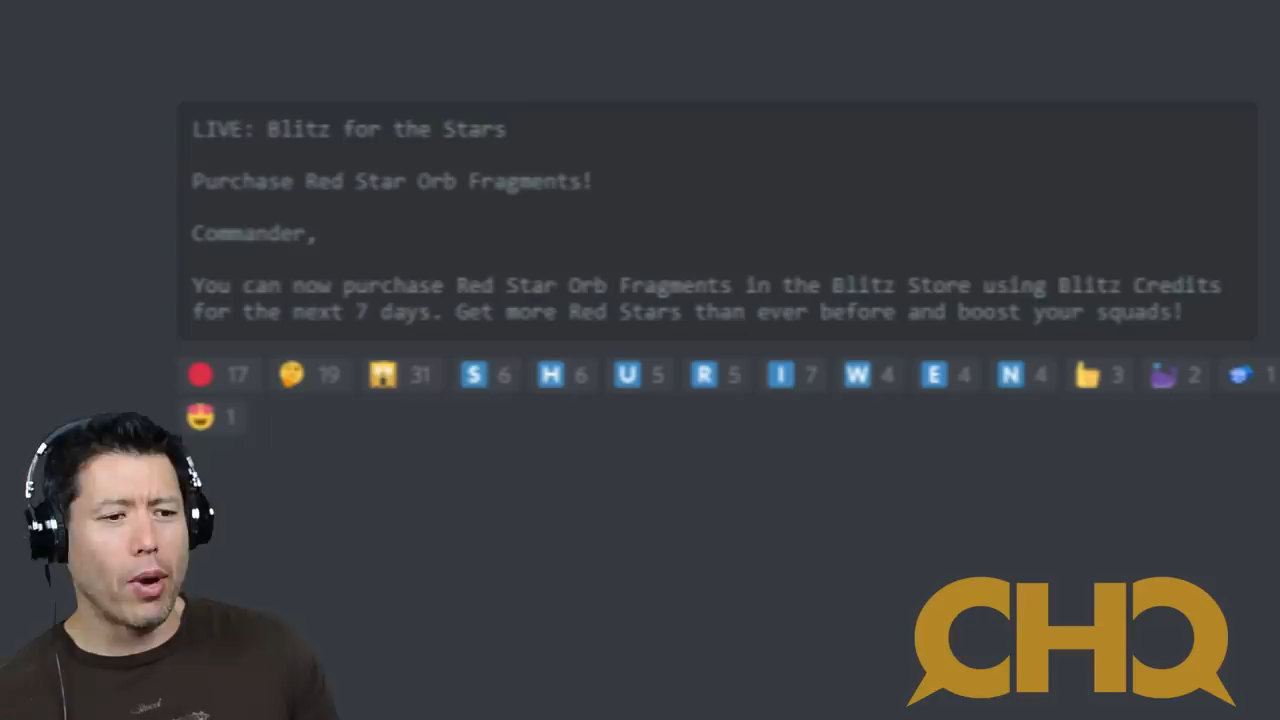 LIVE: Blitz for the Stars
Purchase Red Star Orb Fragments!
Commander,
You can now purchase Red Star Orb Fragments in the Blitz Store using Blitz Credits
for the next 7 days. Get more Red Stars than ever before and boost your squads!
17 19 31 S 6 H 6 U 5 R 5 I 7 W 4 E 4 N 4 3 2 1
1
CHQ